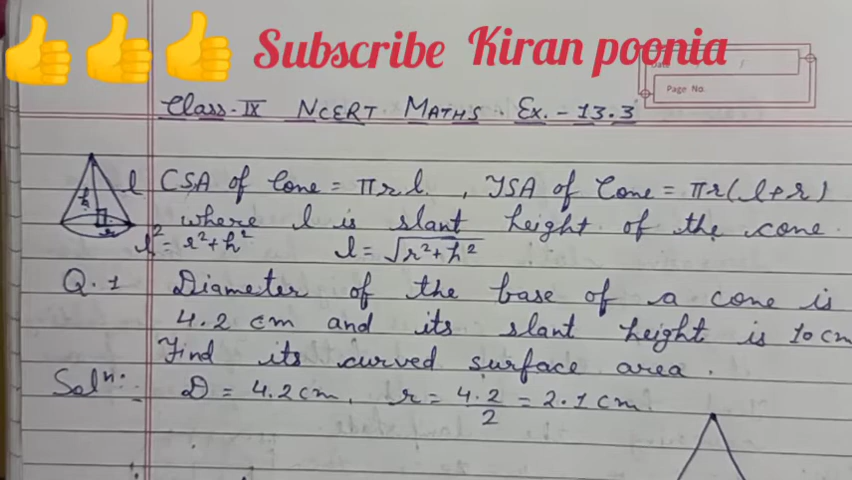 Subscribe Kiran poonia
Page No.
Class-IX NCERT MATHS. Ex.-13.3
l CSA of Cone = πrl, TSA of Cone = πr(l+r)
h
r
where l is slant height of the cone.
l² = r²+h² l = √r²+h²
Q.1 Diameter of the base of a cone is
4.2 cm and its slant height is 10 cm
Find its curved surface area.
Solⁿ:- D = 4.2 cm, r = 4.2/2 = 2.1 cm